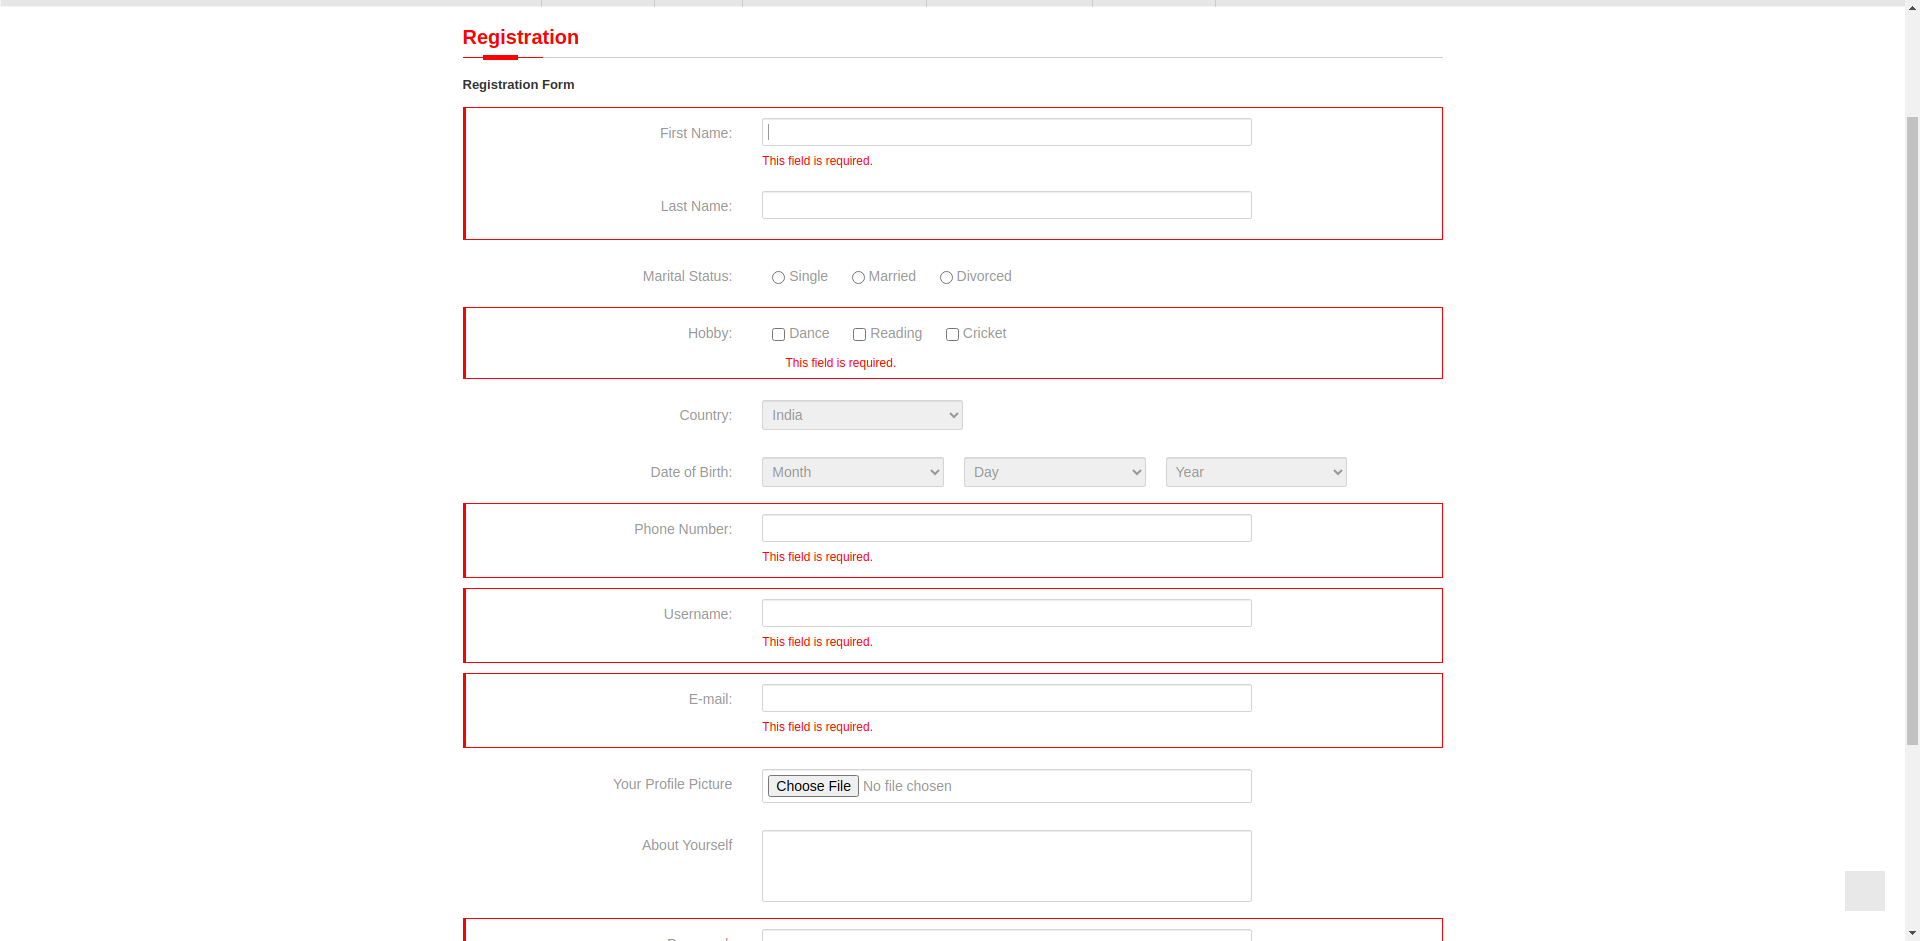 Registration
Registration Form
First Name:
This field is required.
Last Name:
Marital Status: Single Married Divorced
Hobby: Dance Reading Cricket
This field is required.
Country: India
Date of Birth: Month Day Year
Phone Number:
This field is required.
Username:
This field is required.
E-mail:
This field is required.
Your Profile Picture Choose File No file chosen
About Yourself